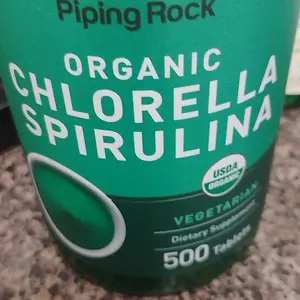 Piping Rock
ORGANIC
CHLORELLA
SPIRULINA
USDA
ORGANIC
VEGETARIAN
Dietary Supplement
500 Tablets